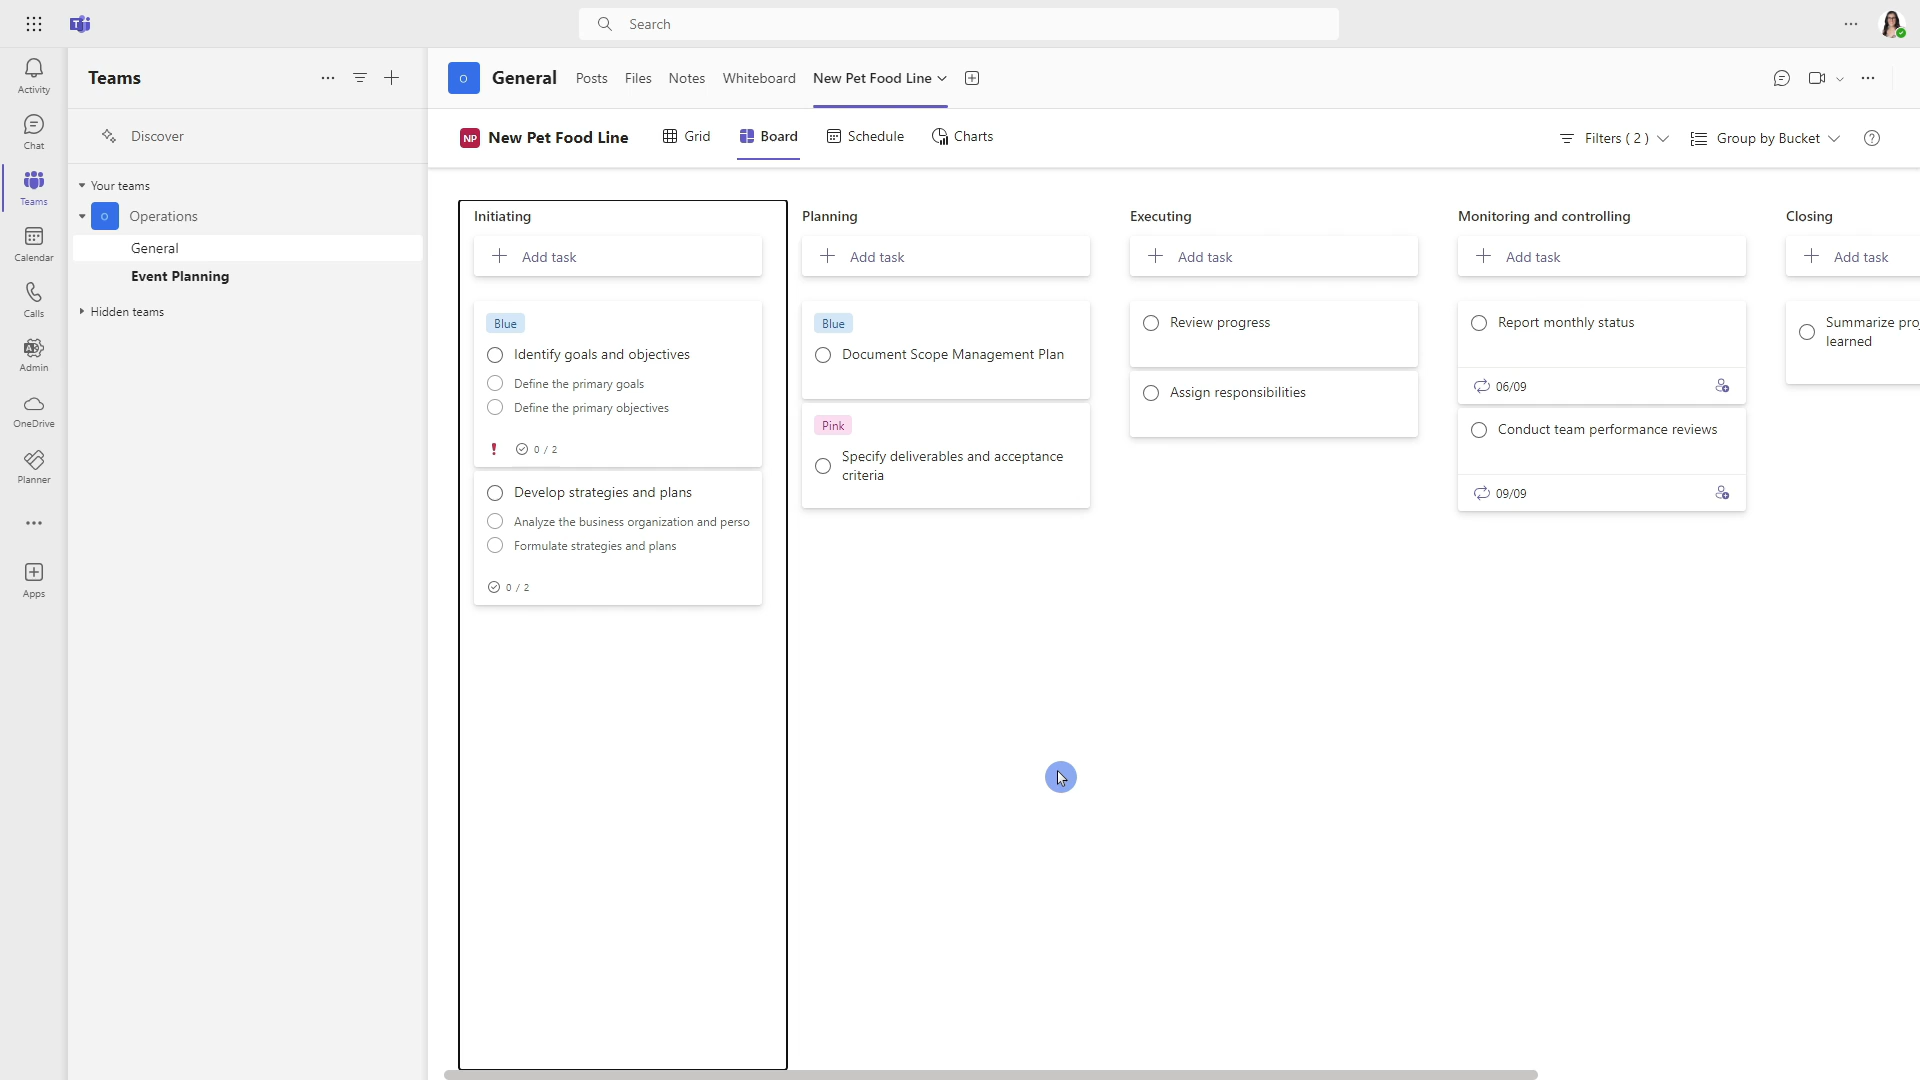 Search
Activity
Chat
Teams
Calendar
Calls
Admin
OneDrive
Planner
Apps
Teams
Discover
Your teams
O Operations
General
Event Planning
Hidden teams
O General Posts Files Notes Whiteboard New Pet Food Line
NP New Pet Food Line Grid Board Schedule Charts Filters ( 2 ) Group by Bucket
Initiating
Add task
Blue
Identify goals and objectives
Define the primary goals
Define the primary objectives
0 / 2
Develop strategies and plans
Analyze the business organization and perso
Formulate strategies and plans
0 / 2
Planning
Add task
Blue
Document Scope Management Plan
Pink
Specify deliverables and acceptance
criteria
Executing
Add task
Review progress
Assign responsibilities
Monitoring and controlling
Add task
Report monthly status
06/09
Conduct team performance reviews
09/09
Closing
Add task
Summarize pro
learned